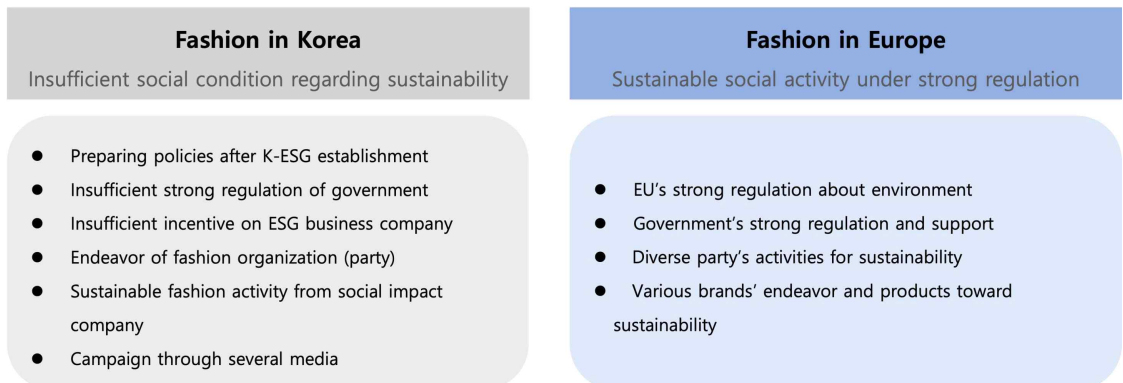 Fashion in Korea
Insufficient social condition regarding sustainability
● Preparing policies after K-ESG establishment
● Insufficient strong regulation of government
● Insufficient incentive on ESG business company
● Endeavor of fashion organization (party)
● Sustainable fashion activity from social impact
company
● Campaign through several media
Fashion in Europe
Sustainable social activity under strong regulation
● EU’s strong regulation about environment
● Government’s strong regulation and support
● Diverse party’s activities for sustainability
● Various brands’ endeavor and products toward
sustainability